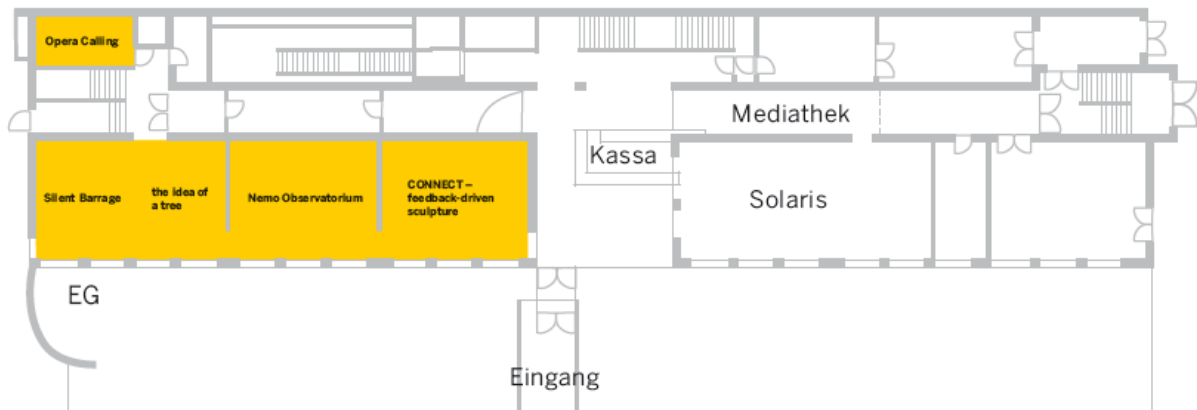 Opera Calling
Mediathek
Kassa
Silent Barrage
the idea of
a tree
Nemo Observatorium
CONNECT –
feedback-driven
sculpture
Solaris
EG
Eingang